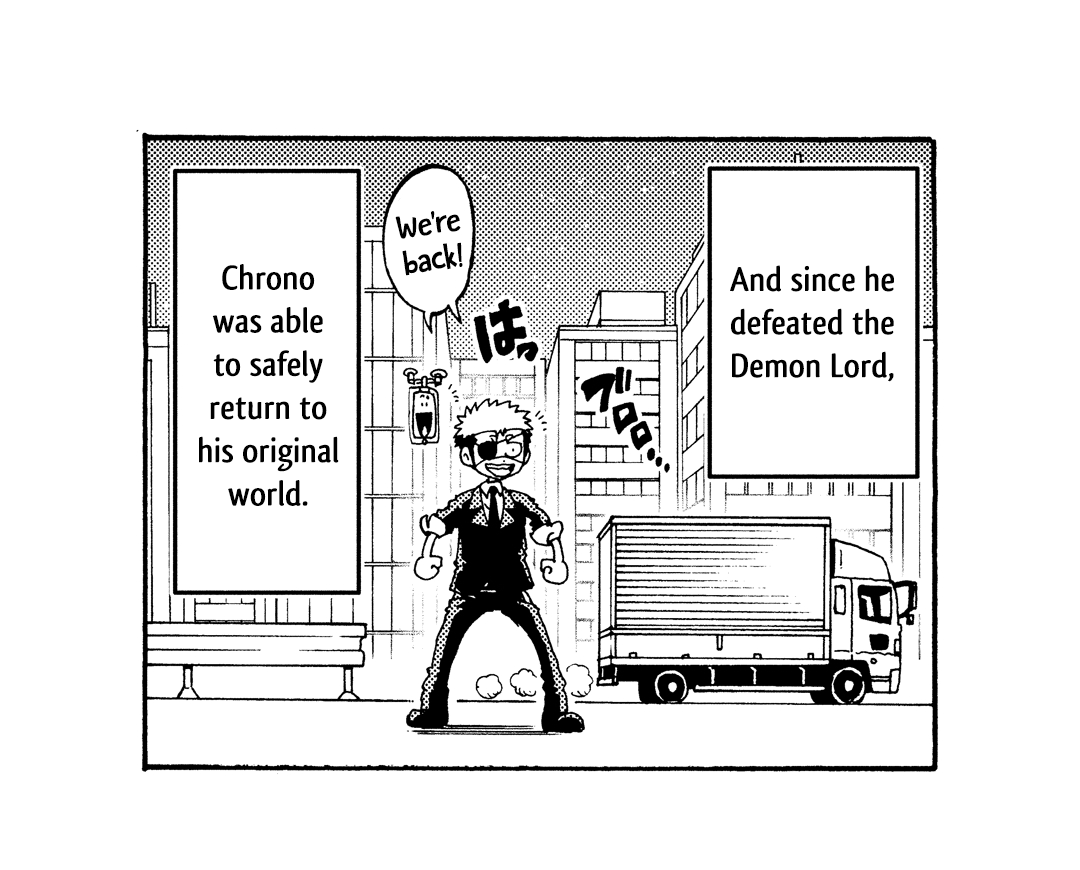 And since he
defeated the
Demon Lord,
ブロロ...
はっ
We're
back!
Chrono
was able
to safely
return to
his original
world.